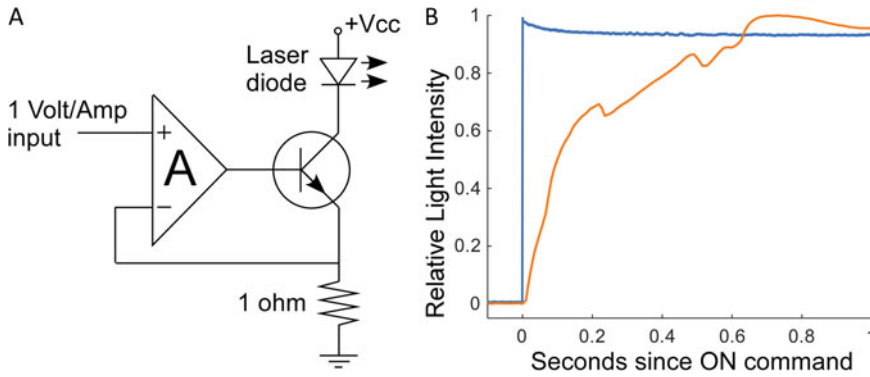 A
+Vcc
Laser
diode
1 Volt/Amp
input
+
A
−
1 ohm
B
Relative Light Intensity
1
0.8
0.6
0.4
0.2
0
0
0.2
0.4
0.6
0.8
1
Seconds since ON command